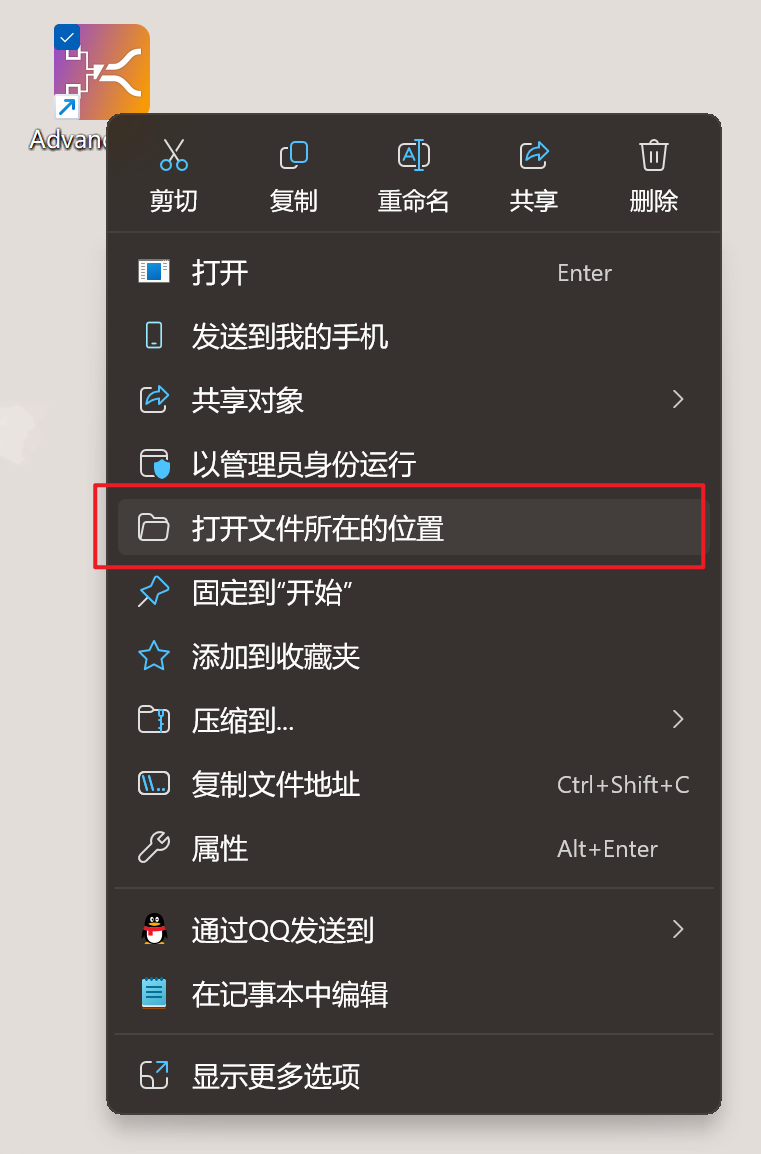 Advanc
剪切
复制
重命名
共享
删除
打开 Enter
发送到我的手机
共享对象
以管理员身份运行
打开文件所在的位置
固定到“开始”
添加到收藏夹
压缩到...
复制文件地址 Ctrl+Shift+C
属性 Alt+Enter
通过QQ发送到
在记事本中编辑
显示更多选项